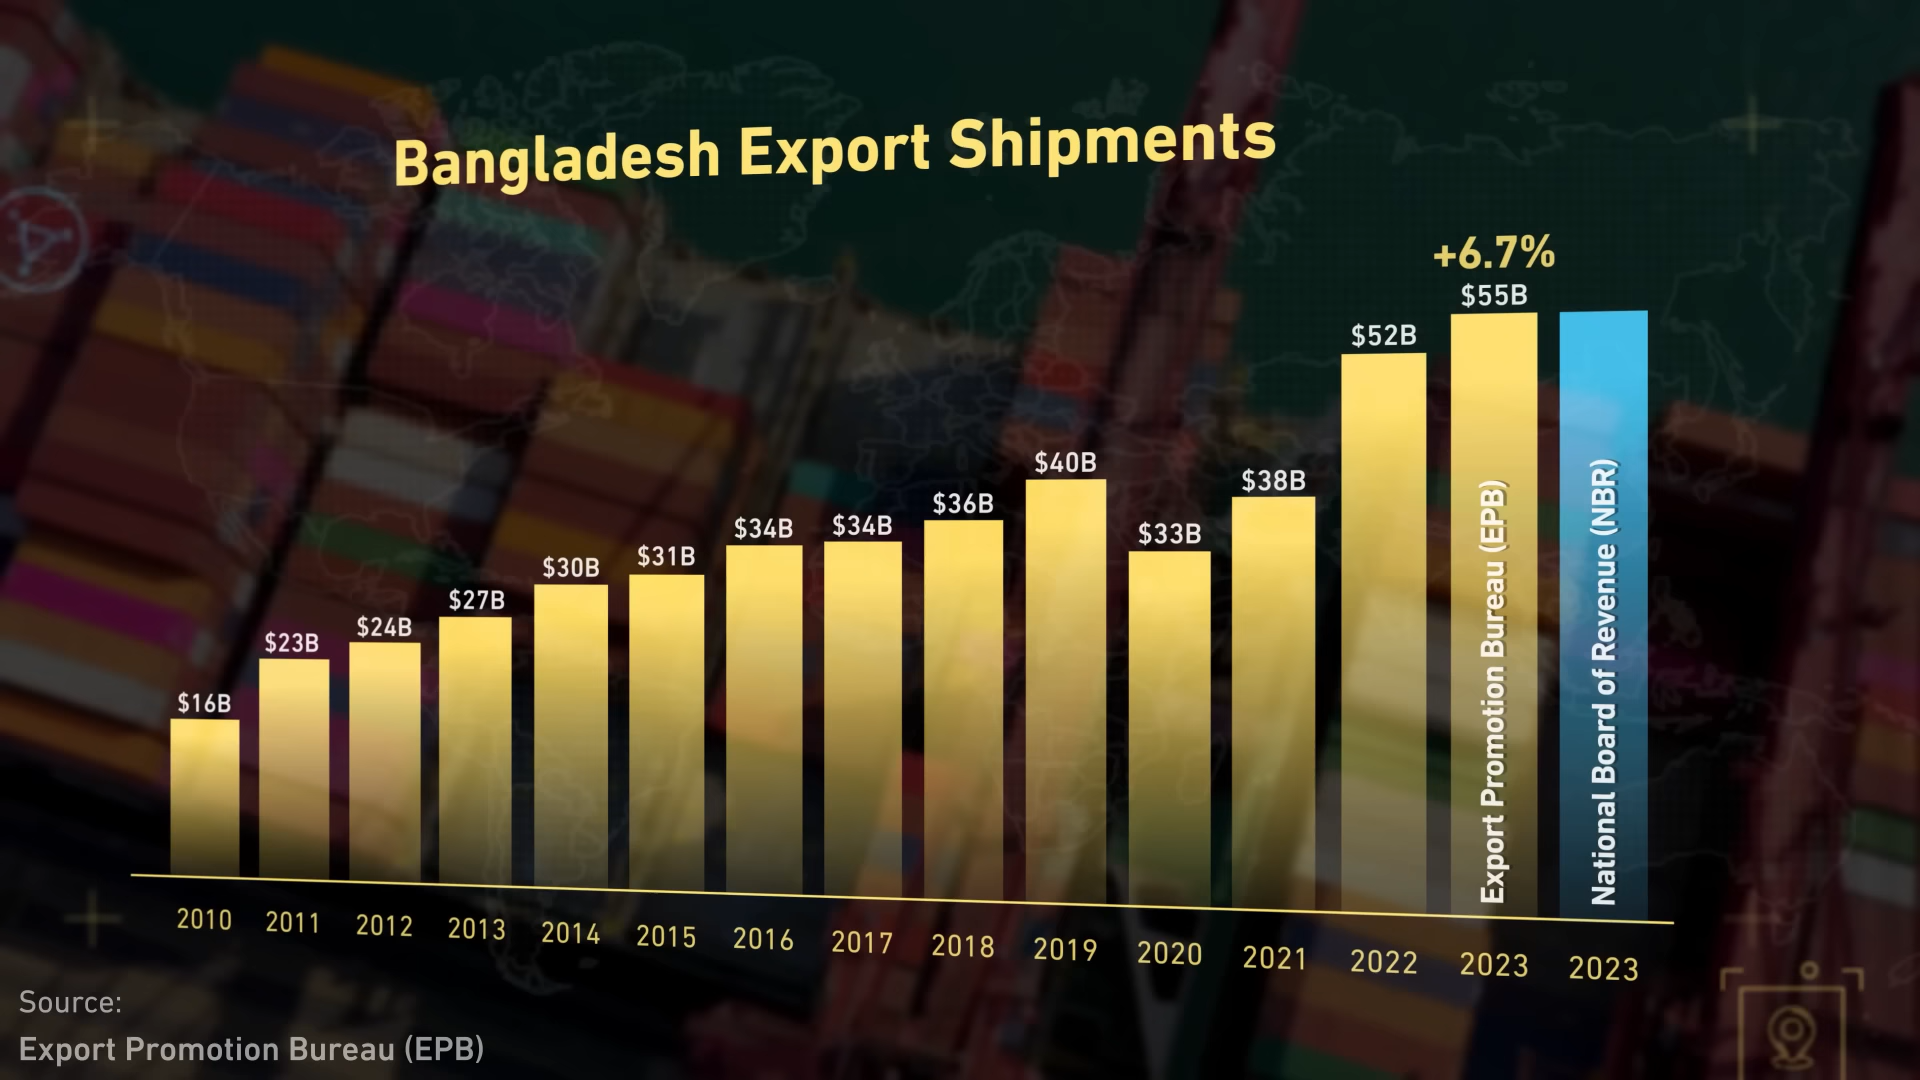 Bangladesh Export Shipments
+6.7%
$55B
$52B
$40B
$38B
$36B
$34B
$34B
$33B
$31B
$30B
$27B
$24B
$23B
$16B
Export Promotion Bureau (EPB)
National Board of Revenue (NBR)
2010 2011 2012 2013 2014 2015 2016 2017 2018 2019 2020 2021 2022 2023 2023
Source:
Export Promotion Bureau (EPB)